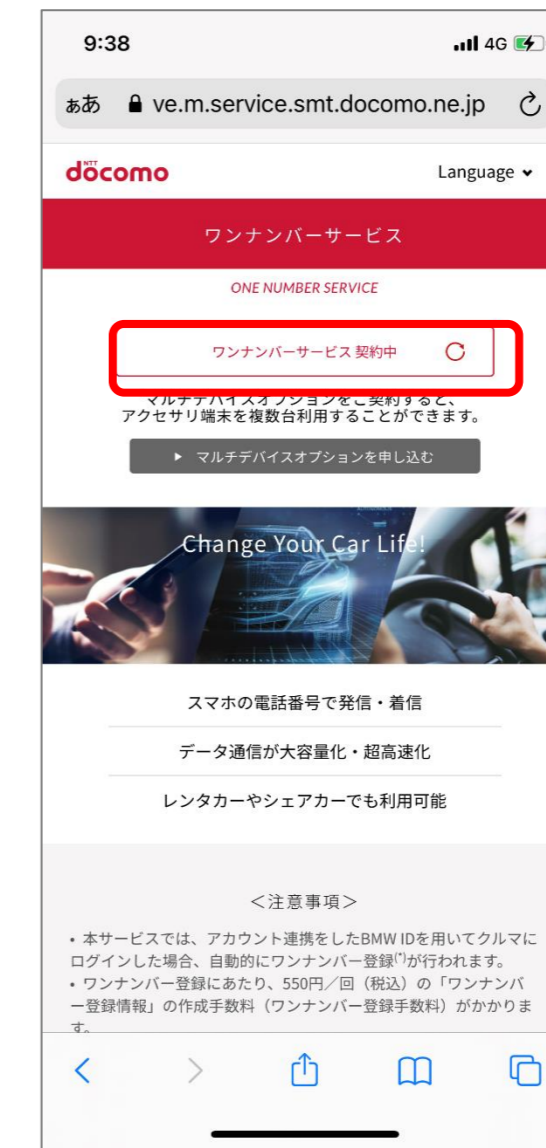 9:38
4G
ぁあ ve.m.service.smt.docomo.ne.jp
NTT
docomo
Language
ワンナンバーサービス
ONE NUMBER SERVICE
ワンナンバーサービス 契約中
マルチデバイスオプションをご契約すると、
アクセサリ端末を複数台利用することができます。
マルチデバイスオプションを申し込む
Change Your Car Life!
スマホの電話番号で発信・着信
データ通信が大容量化・超高速化
レンタカーやシェアカーでも利用可能
＜注意事項＞
• 本サービスでは、アカウント連携をしたBMW IDを用いてクルマに
ログインした場合、自動的にワンナンバー登録(*)が行われます。
• ワンナンバー登録にあたり、550円／回（税込）の「ワンナンバ
ー登録情報」の作成手数料（ワンナンバー登録手数料）がかかりま
す。